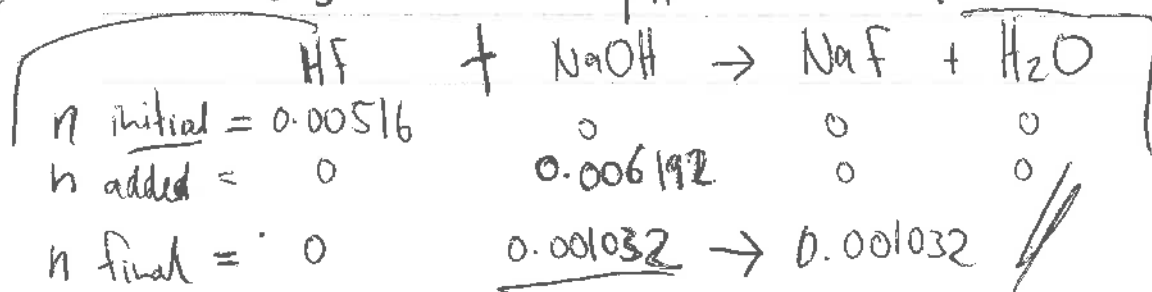 HF + NaOH → NaF + H₂O
n initial = 0.00516 0 0 0
n added = 0 0.006192 0 0
n final = 0 0.001032 → 0.001032